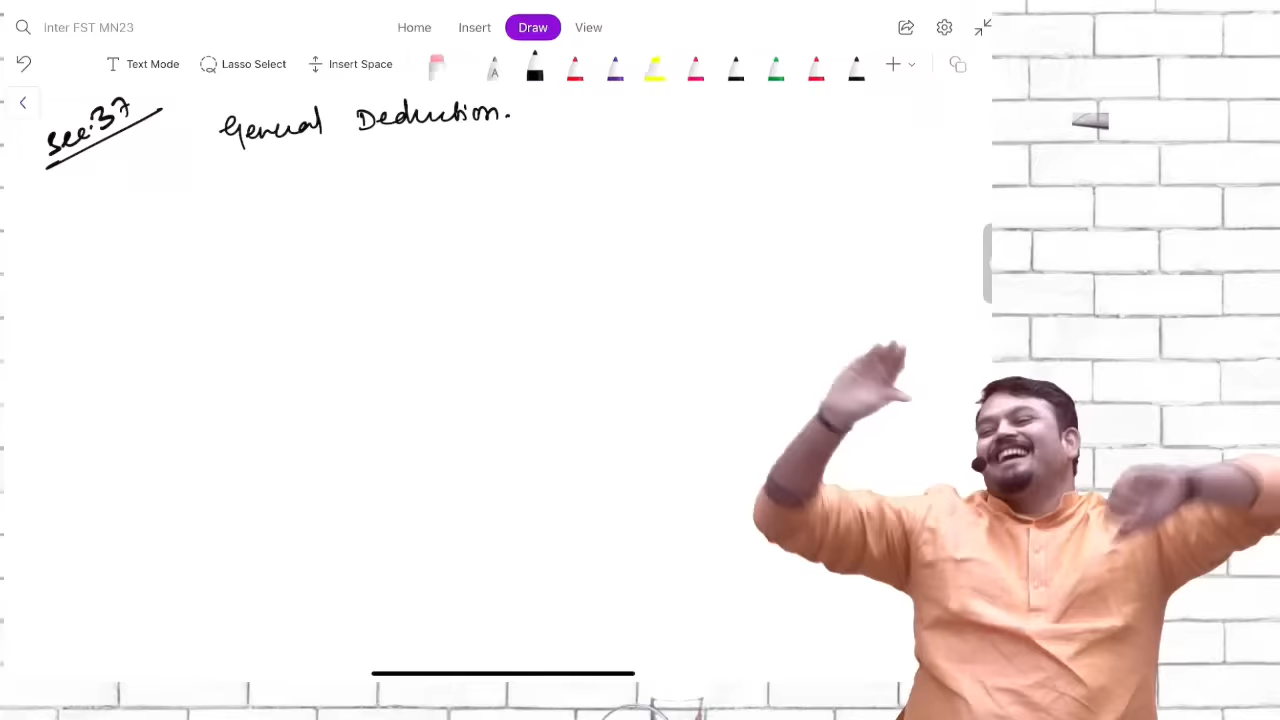 Inter FST MN23
Home Insert Draw View
Text Mode Lasso Select Insert Space
A
Sec.37 General Deduction.